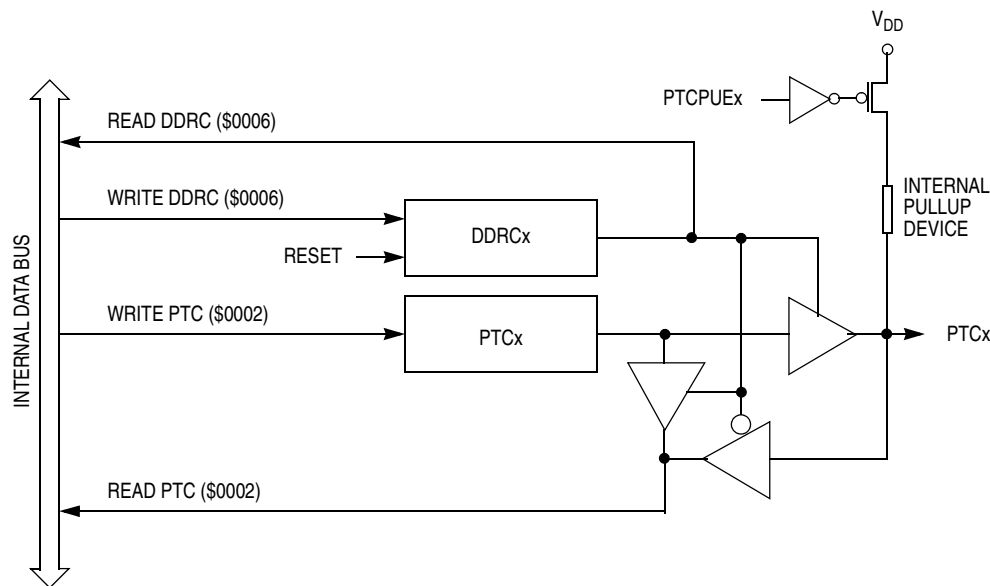 VDD
PTCPUEx
READ DDRC ($0006)
WRITE DDRC ($0006)
INTERNAL
PULLUP
DEVICE
DDRCx
RESET
WRITE PTC ($0002)
PTCx
PTCx
INTERNAL DATA BUS
READ PTC ($0002)